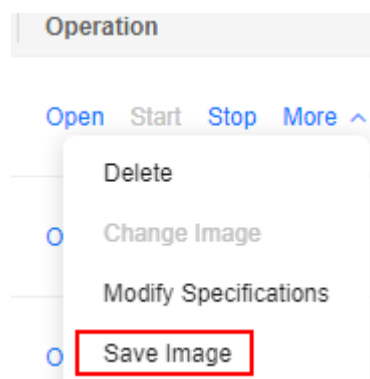 Operation
Open Start Stop More
Delete
O Change Image
Modify Specifications
O Save Image